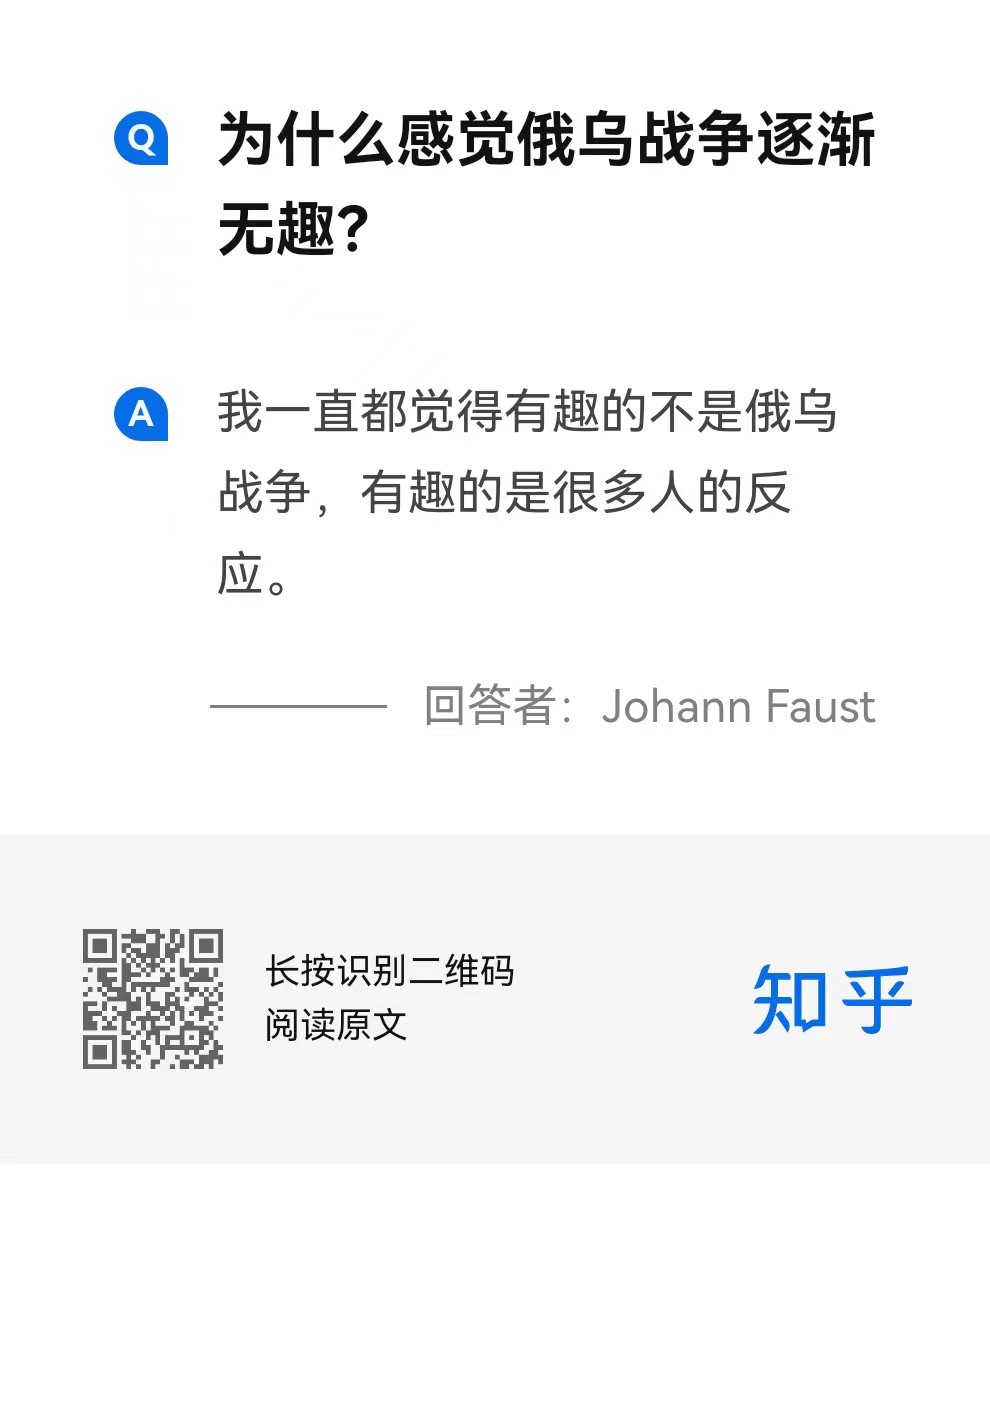 Q 为什么感觉俄乌战争逐渐
无趣？
A 我一直都觉得有趣的不是俄乌
战争，有趣的是很多人的反
应。
回答者：Johann Faust
长按识别二维码
阅读原文
知乎